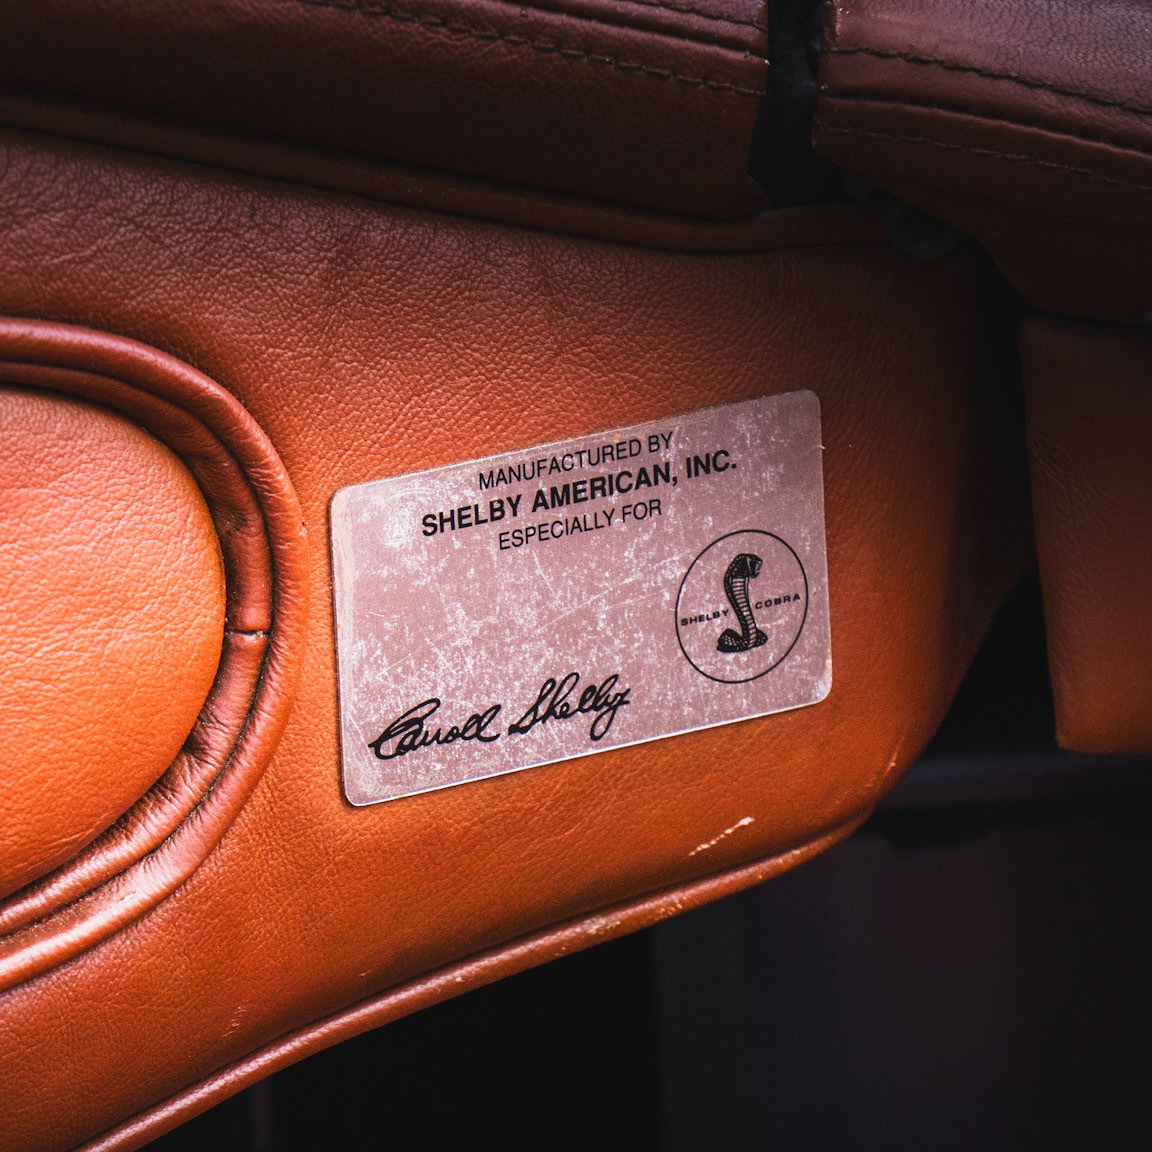 MANUFACTURED BY
SHELBY AMERICAN, INC.
ESPECIALLY FOR
SHELBY COBRA
Carroll Shelby